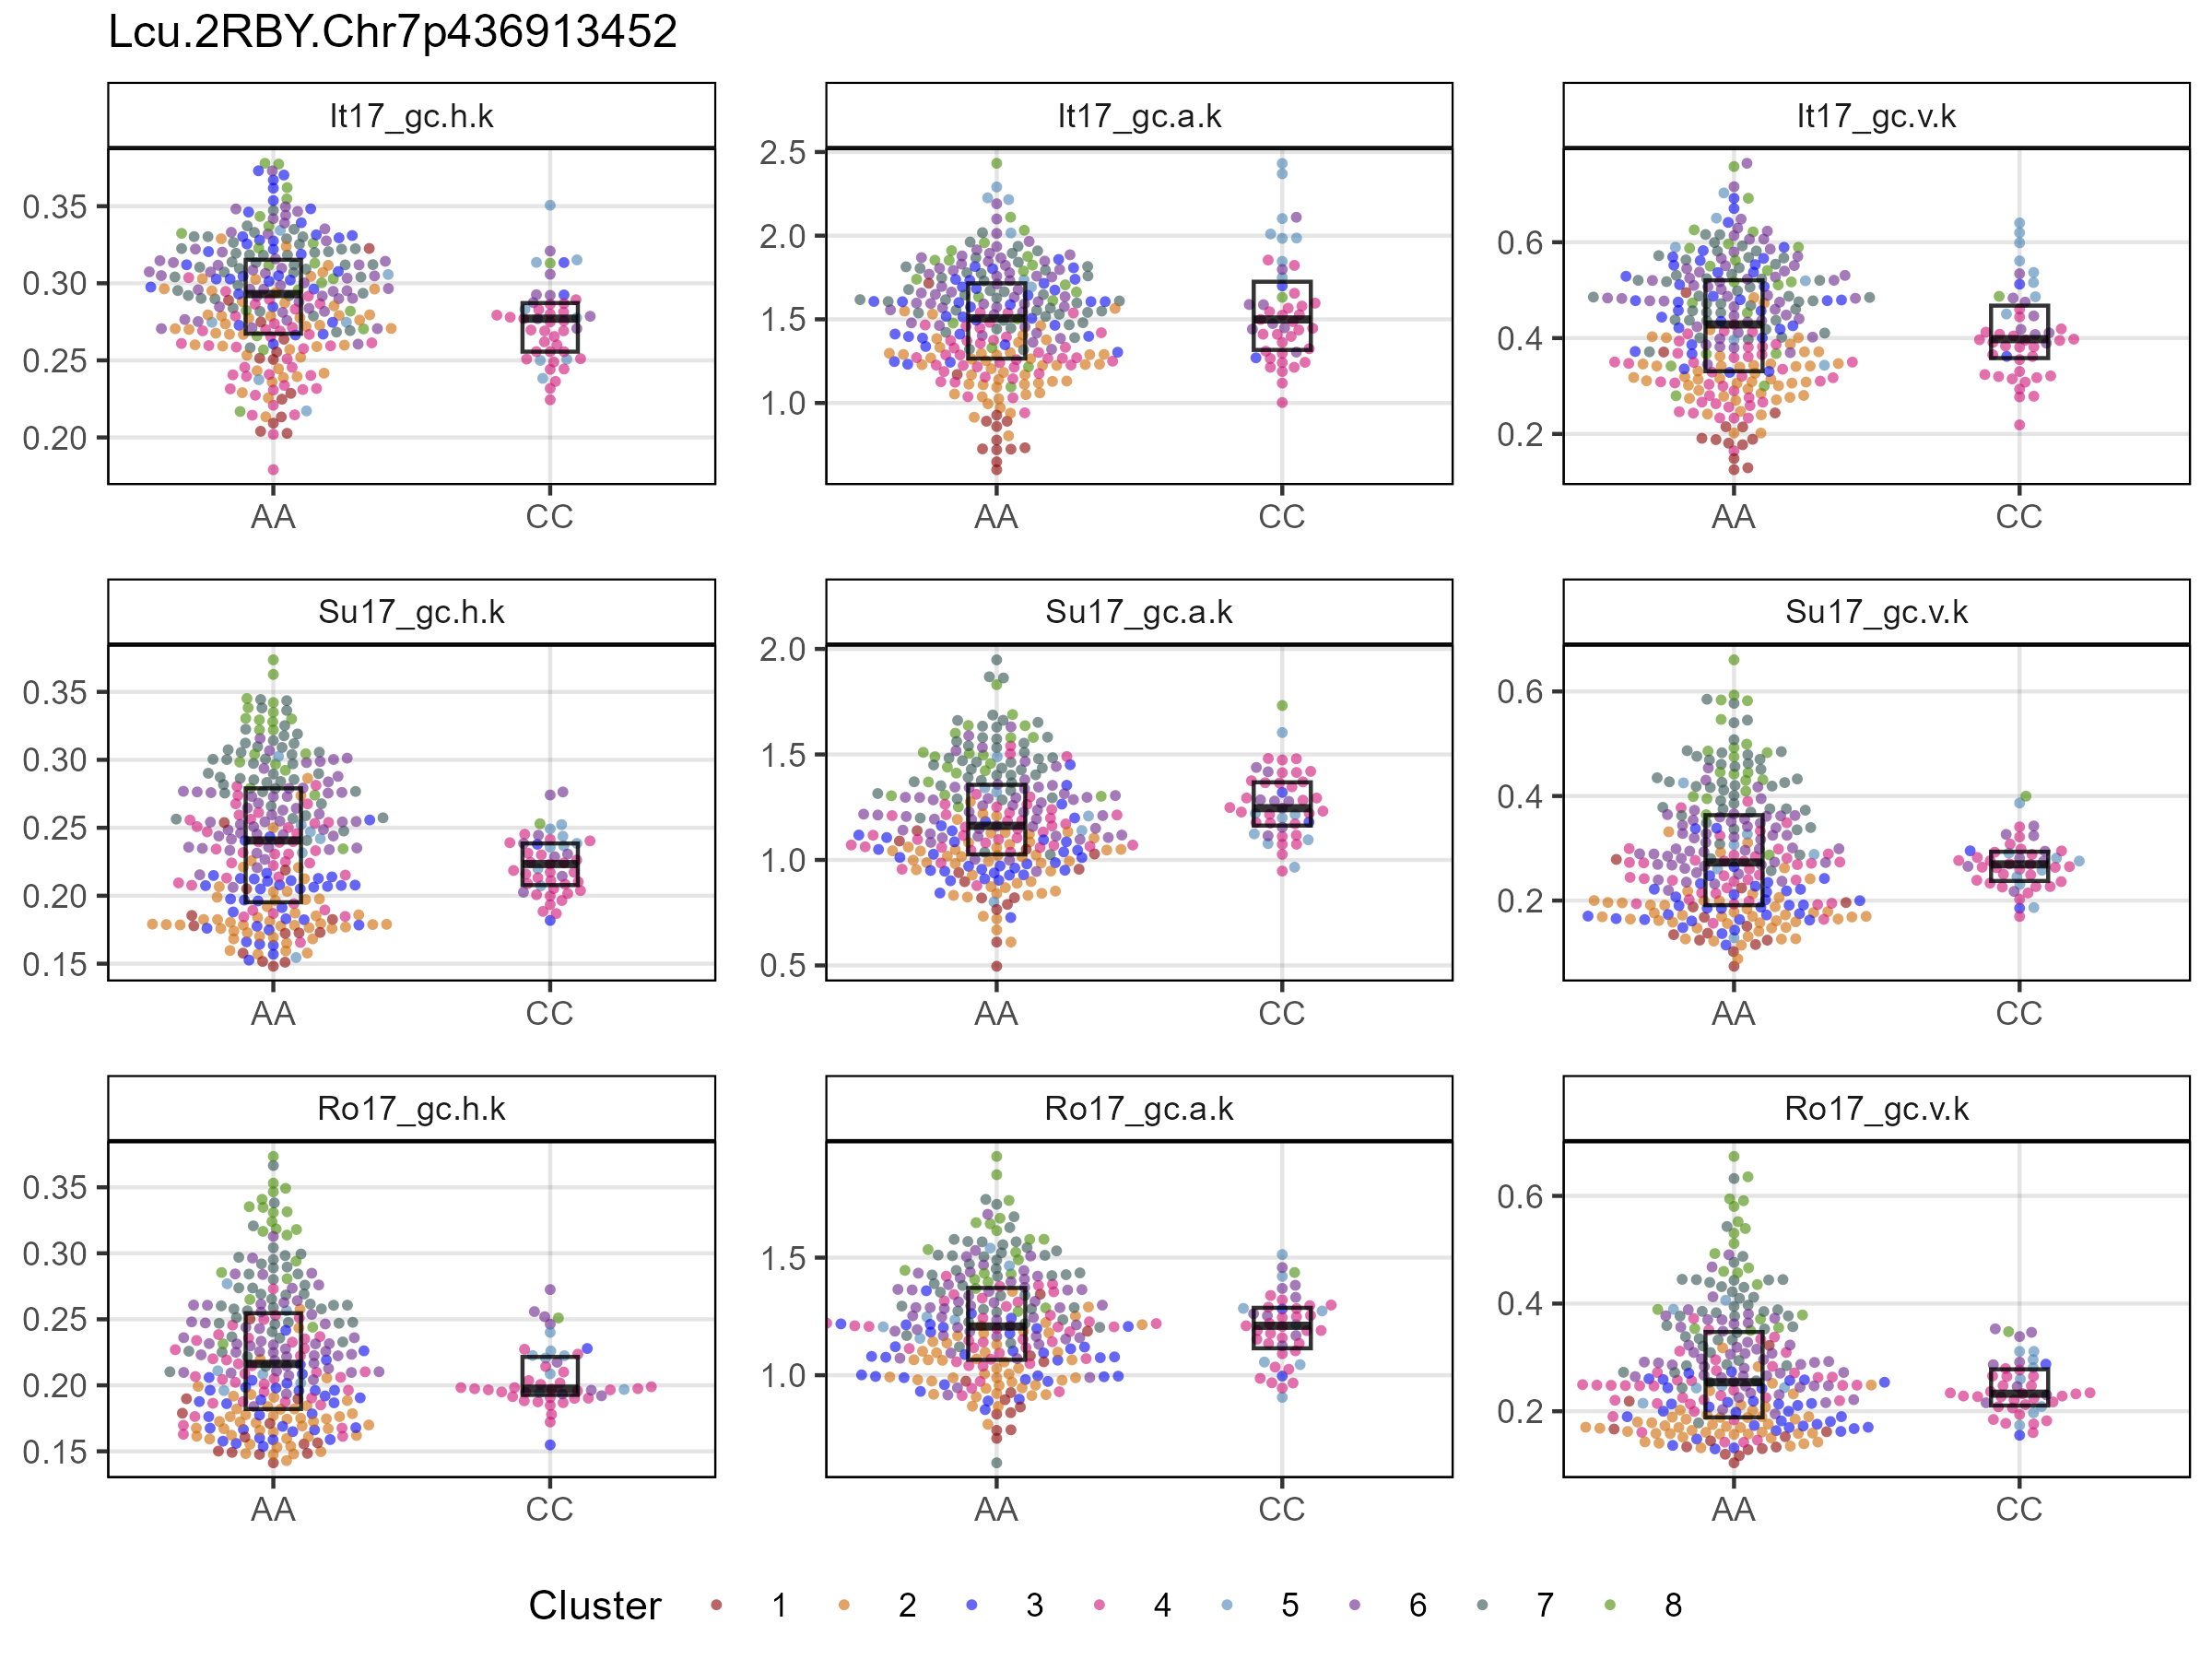 Lcu.2RBY.Chr7p436913452
It17_gc.h.k
It17_gc.a.k
It17_gc.v.k
0.35
0.30
0.25
0.20
AA CC
2.5
2.0
1.5
1.0
AA CC
0.6
0.4
0.2
AA CC
Su17_gc.h.k
Su17_gc.a.k
Su17_gc.v.k
0.35
0.30
0.25
0.20
0.15
AA CC
2.0
1.5
1.0
0.5
AA CC
0.6
0.4
0.2
AA CC
Ro17_gc.h.k
Ro17_gc.a.k
Ro17_gc.v.k
0.35
0.30
0.25
0.20
0.15
AA CC
1.5
1.0
AA CC
0.6
0.4
0.2
AA CC
Cluster 1 2 3 4 5 6 7 8